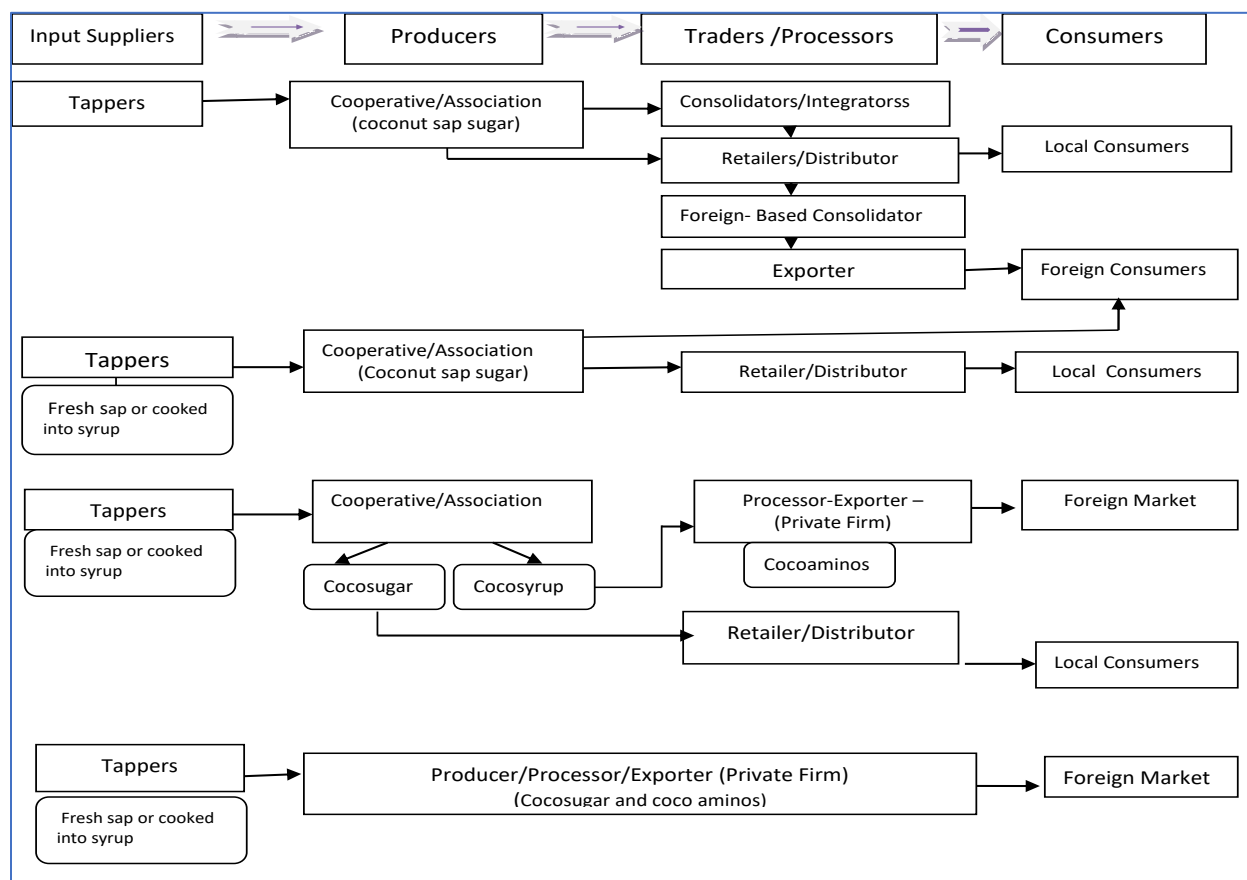 Input Suppliers
Producers
Traders /Processors
Consumers
Tappers
Cooperative/Association
(coconut sap sugar)
Consolidators/Integratorss
Retailers/Distributor
Local Consumers
Foreign- Based Consolidator
Exporter
Foreign Consumers
Tappers
Fresh sap or cooked
into syrup
Cooperative/Association
(Coconut sap sugar)
Retailer/Distributor
Local Consumers
Tappers
Fresh sap or cooked
into syrup
Cooperative/Association
Cocosugar
Cocosyrup
Processor-Exporter –
(Private Firm)
Cocoaminos
Foreign Market
Retailer/Distributor
Local Consumers
Tappers
Fresh sap or cooked
into syrup
Producer/Processor/Exporter (Private Firm)
(Cocosugar and coco aminos)
Foreign Market